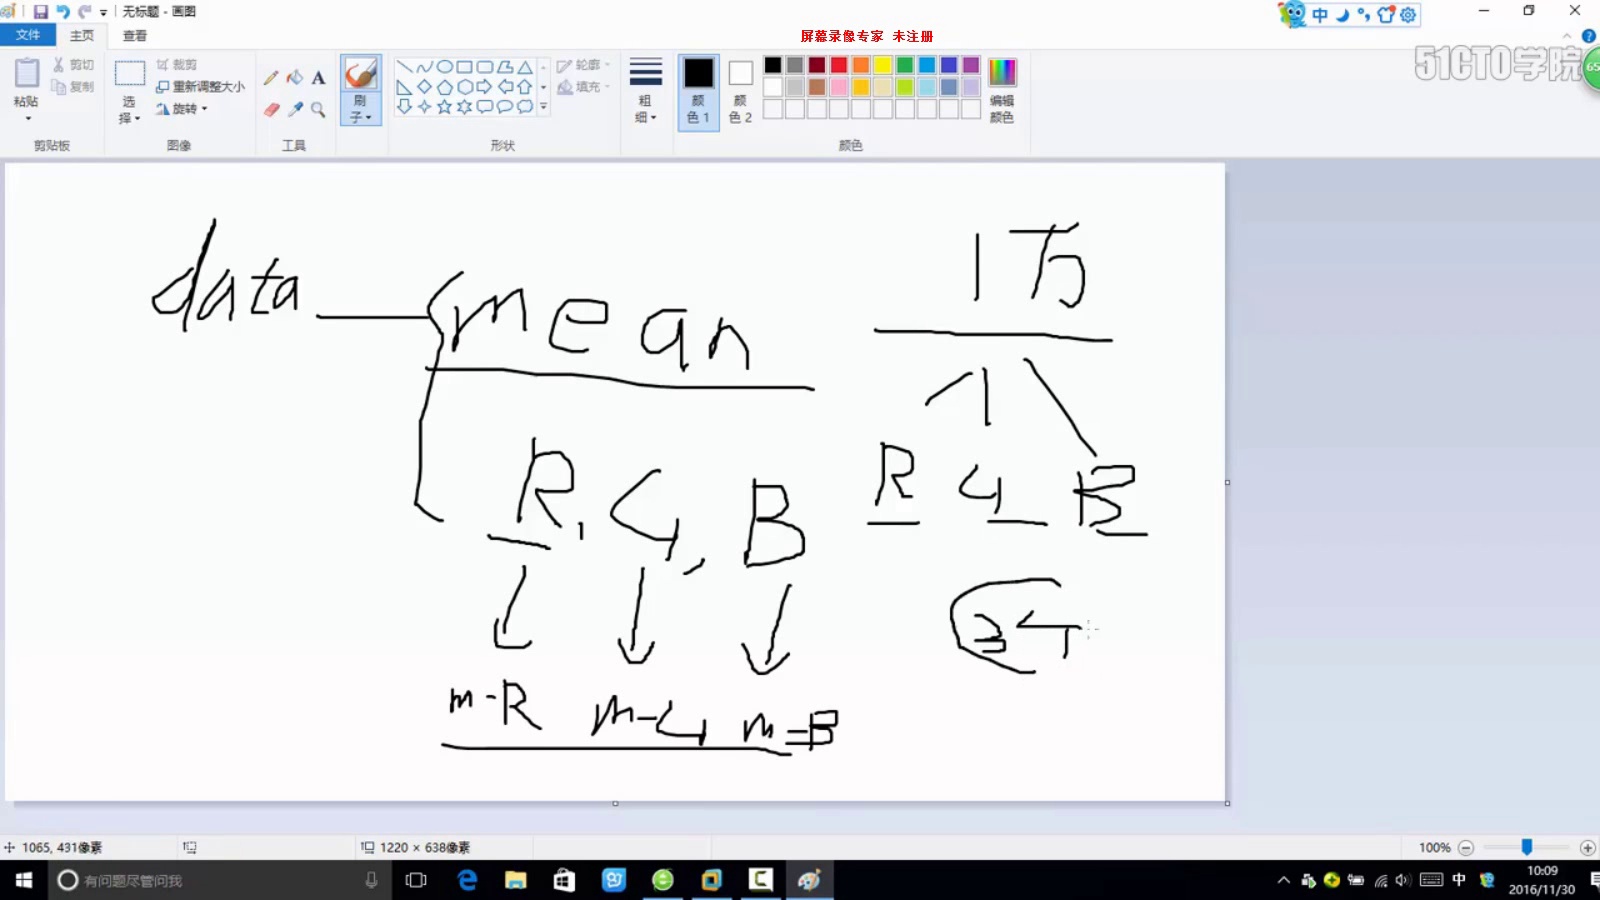 无标题 - 画图
中
屏幕录像专家 未注册
文件 主页 查看
51CTO学院
65
粘贴
剪切
复制
选择
裁剪
重新调整大小
旋转
A
刷子
轮廓
填充
粗细
颜色 1
颜色 2
编辑颜色
剪贴板 图像 工具 形状 颜色
data mean 1万
R, G, B R G B
m-R m-G m=B
1065, 431像素 1220 × 638像素 100%
有问题尽管问我
中
10:09
2016/11/30